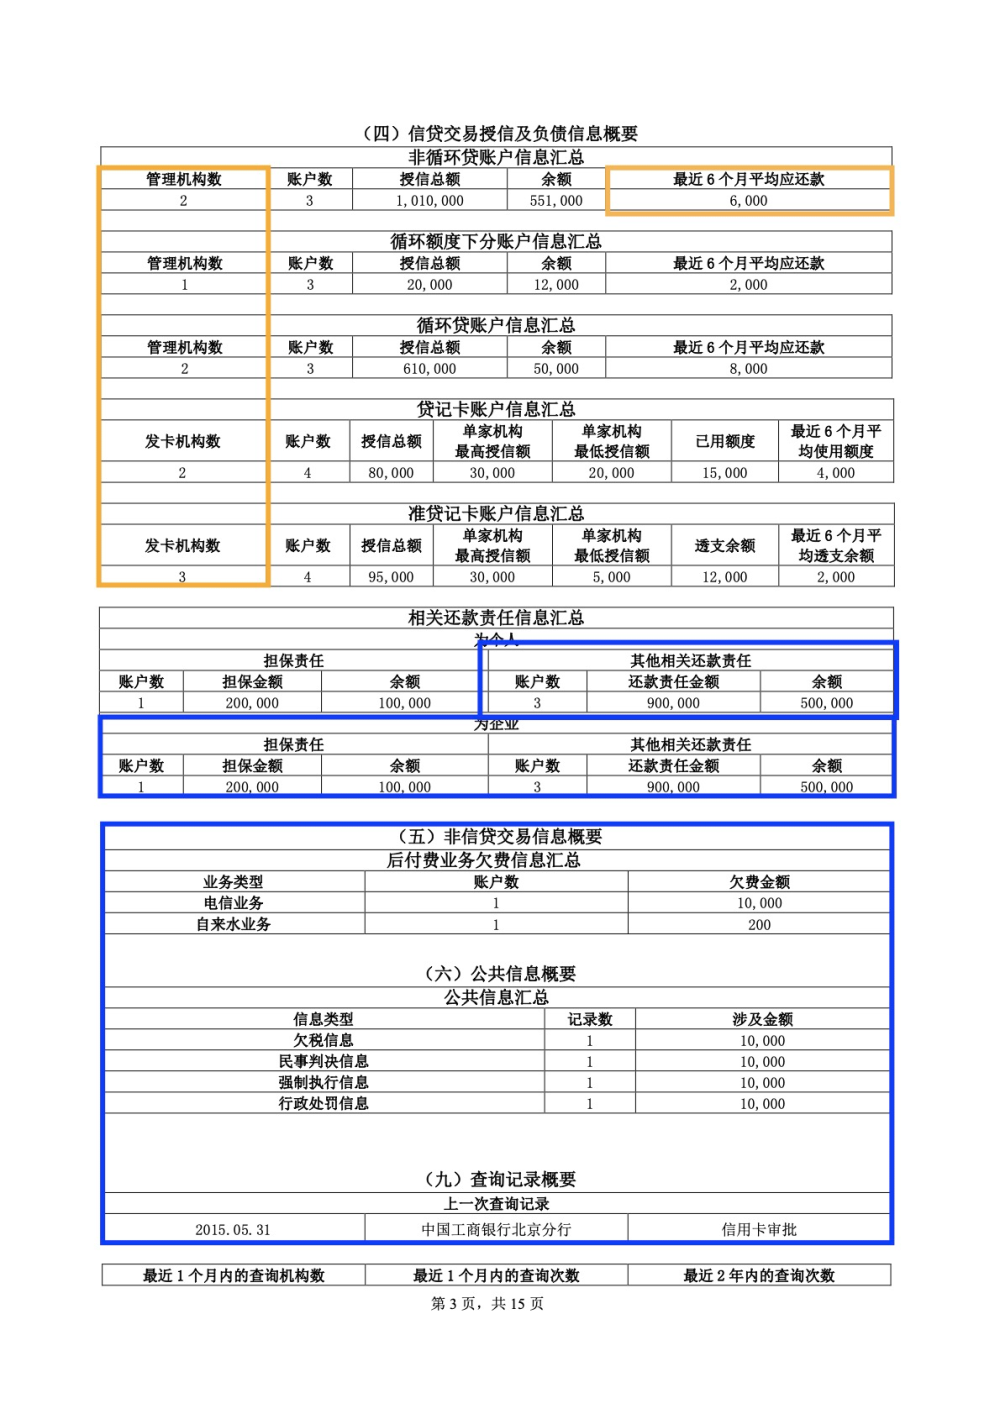 （四）信贷交易授信及负债信息概要
非循环贷账户信息汇总
管理机构数 账户数 授信总额 余额 最近 6 个月平均应还款
2 3 1,010,000 551,000 6,000
循环额度下分账户信息汇总
管理机构数 账户数 授信总额 余额 最近 6 个月平均应还款
1 3 20,000 12,000 2,000
循环贷账户信息汇总
管理机构数 账户数 授信总额 余额 最近 6 个月平均应还款
2 3 610,000 50,000 8,000
贷记卡账户信息汇总
发卡机构数 账户数 授信总额 单家机构最高授信额 单家机构最低授信额 已用额度 最近 6 个月平均使用额度
2 4 80,000 30,000 20,000 15,000 4,000
准贷记卡账户信息汇总
发卡机构数 账户数 授信总额 单家机构最高授信额 单家机构最低授信额 透支余额 最近 6 个月平均透支余额
3 4 95,000 30,000 5,000 12,000 2,000
相关还款责任信息汇总
为个人
担保责任 其他相关还款责任
账户数 担保金额 余额 账户数 还款责任金额 余额
1 200,000 100,000 3 900,000 500,000
为企业
担保责任 其他相关还款责任
账户数 担保金额 余额 账户数 还款责任金额 余额
1 200,000 100,000 3 900,000 500,000
（五）非信贷交易信息概要
后付费业务欠费信息汇总
业务类型 账户数 欠费金额
电信业务 1 10,000
自来水业务 1 200
（六）公共信息概要
公共信息汇总
信息类型 记录数 涉及金额
欠税信息 1 10,000
民事判决信息 1 10,000
强制执行信息 1 10,000
行政处罚信息 1 10,000
（九）查询记录概要
上一次查询记录
2015.05.31 中国工商银行北京分行 信用卡审批
最近 1 个月内的查询机构数 最近 1 个月内的查询次数 最近 2 年内的查询次数
第 3 页，共 15 页